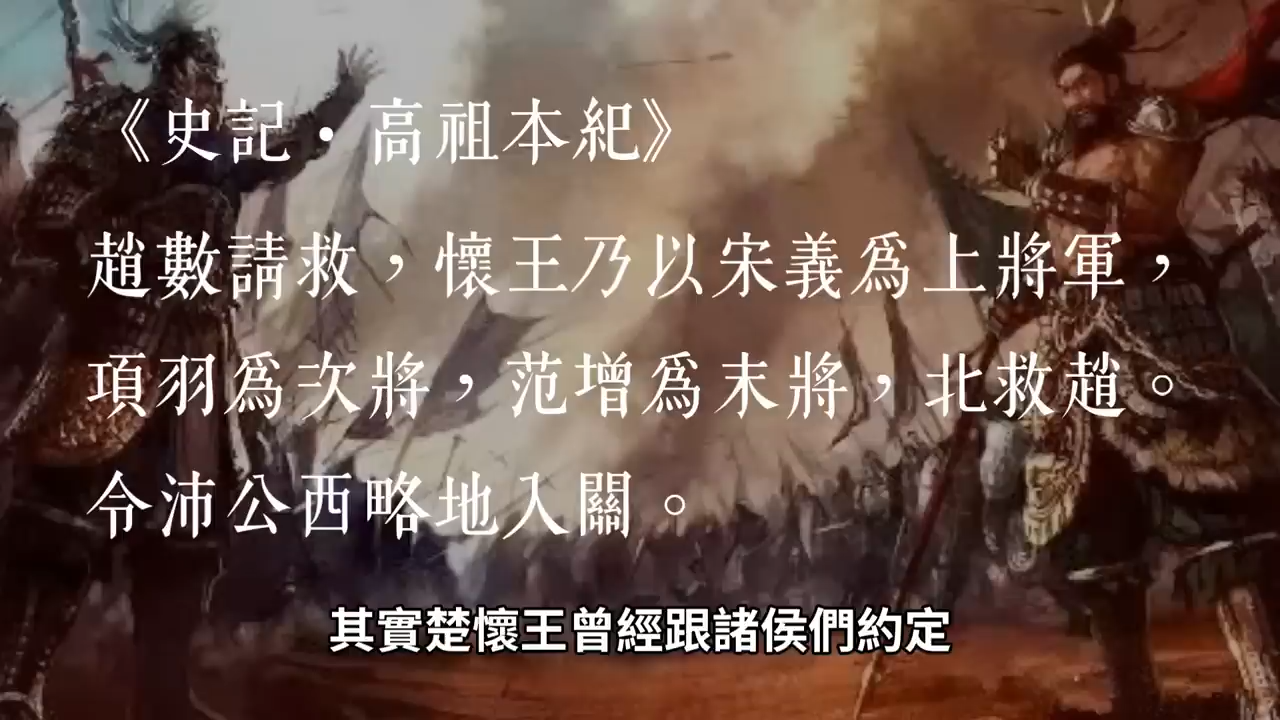 《史記·高祖本紀》
趙數請救，懷王乃以宋義爲上將軍，
項羽爲次將，范增爲末將，北救趙。
令沛公西略地入關。
其實楚懷王曾經跟諸侯們約定